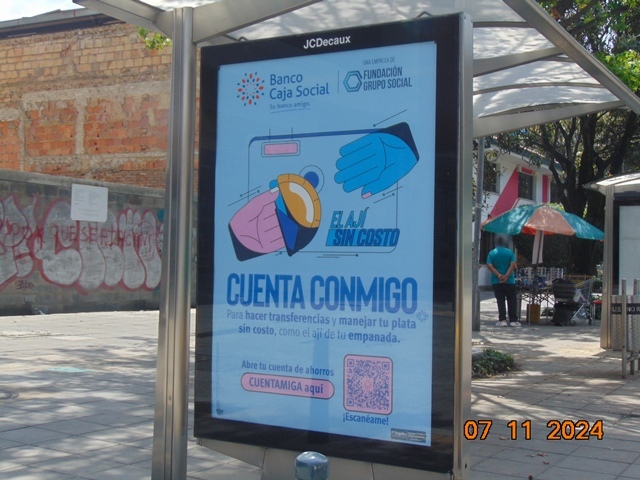 JCDecaux
Banco
Caja Social
Su banco amigo.
UNA EMPRESA DE
FUNDACIÓN
GRUPO SOCIAL
EL AJÍ
SIN COSTO
CUENTA CONMIGO
Para hacer transferencias y manejar tu plata
sin costo, como el ají de tu empanada.
Abre tu cuenta de ahorros
CUENTAMIGA aquí
¡Escanéame!
07 11 2024